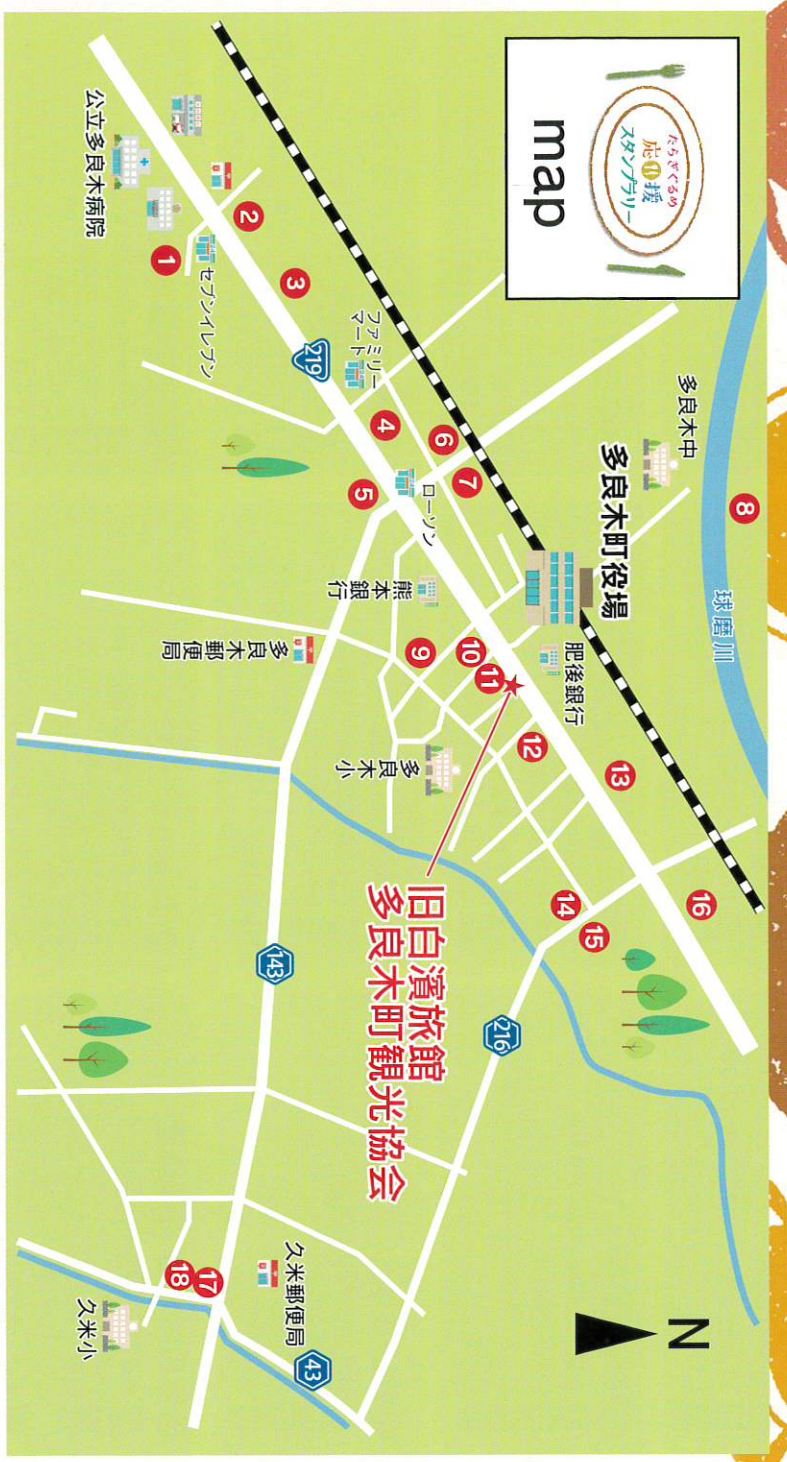 たらぎぐるめ
応援
スタンプラリー
map
多良木中
8
球磨川
多良木町役場
公立多良木病院
2
1
セブンイレブン
3
219
ファミリー
マート
4
6
7
5
ローソン
熊本銀行
多良木郵便局
9
10
11
肥後銀行
12
13
多良木小
14
15
16
旧白濱旅館
多良木町観光協会
143
216
N
久米郵便局
17
18
久米小
43